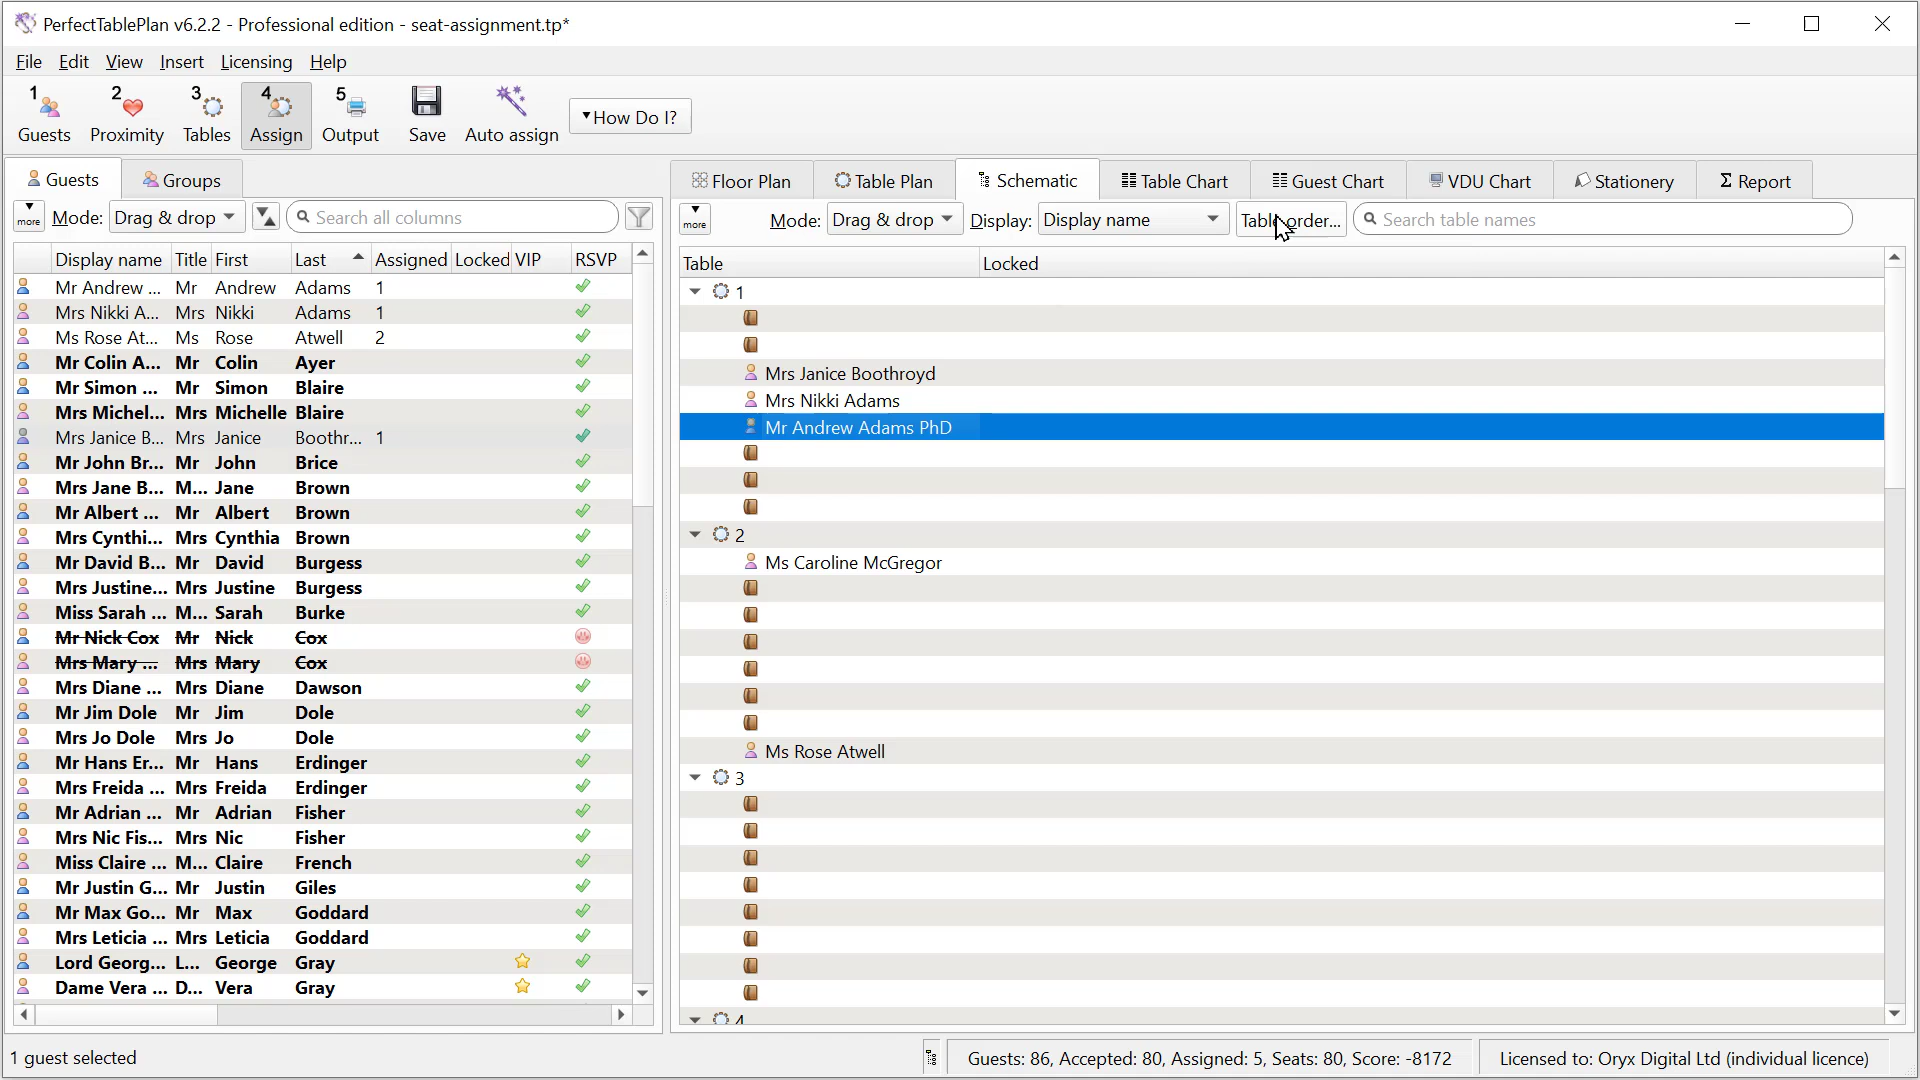 PerfectTablePlan v6.2.2 - Professional edition - seat-assignment.tp*
File Edit View Insert Licensing Help
1 2 3 4 5
Guests Proximity Tables Assign Output Save Auto assign How Do I?
Guests Groups
Floor Plan Table Plan Schematic Table Chart Guest Chart VDU Chart Stationery Σ Report
more Mode: Drag & drop Search all columns
more Mode: Drag & drop Display: Display name Table order... Search table names
Display name Title First Last Assigned Locked VIP RSVP
Mr Andrew ... Mr Andrew Adams 1
Mrs Nikki A... Mrs Nikki Adams 1
Ms Rose At... Ms Rose Atwell 2
Mr Colin A... Mr Colin Ayer
Mr Simon ... Mr Simon Blaire
Mrs Michel... Mrs Michelle Blaire
Mrs Janice B... Mrs Janice Boothr... 1
Mr John Br... Mr John Brice
Mrs Jane B... M... Jane Brown
Mr Albert ... Mr Albert Brown
Mrs Cynthi... Mrs Cynthia Brown
Mr David B... Mr David Burgess
Mrs Justine... Mrs Justine Burgess
Miss Sarah ... M... Sarah Burke
Mr Nick Cox Mr Nick Cox
Mrs Mary ... Mrs Mary Cox
Mrs Diane ... Mrs Diane Dawson
Mr Jim Dole Mr Jim Dole
Mrs Jo Dole Mrs Jo Dole
Mr Hans Er... Mr Hans Erdinger
Mrs Freida ... Mrs Freida Erdinger
Mr Adrian ... Mr Adrian Fisher
Mrs Nic Fis... Mrs Nic Fisher
Miss Claire ... M... Claire French
Mr Justin G... Mr Justin Giles
Mr Max Go... Mr Max Goddard
Mrs Leticia ... Mrs Leticia Goddard
Lord Georg... L... George Gray
Dame Vera ... D... Vera Gray
Table Locked
1
Mrs Janice Boothroyd
Mrs Nikki Adams
Mr Andrew Adams PhD
2
Ms Caroline McGregor
Ms Rose Atwell
3
4
1 guest selected
Guests: 86, Accepted: 80, Assigned: 5, Seats: 80, Score: -8172
Licensed to: Oryx Digital Ltd (individual licence)